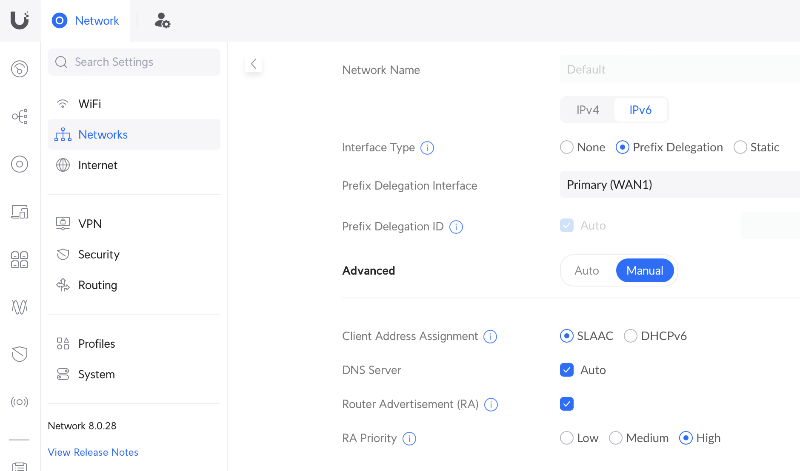 Network
Search Settings
WiFi
Networks
Internet
VPN
Security
Routing
Profiles
System
Network 8.0.28
View Release Notes
Network Name Default
IPv4 IPv6
Interface Type None Prefix Delegation Static
Prefix Delegation Interface Primary (WAN1)
Prefix Delegation ID Auto
Advanced Auto Manual
Client Address Assignment SLAAC DHCPv6
DNS Server Auto
Router Advertisement (RA)
RA Priority Low Medium High